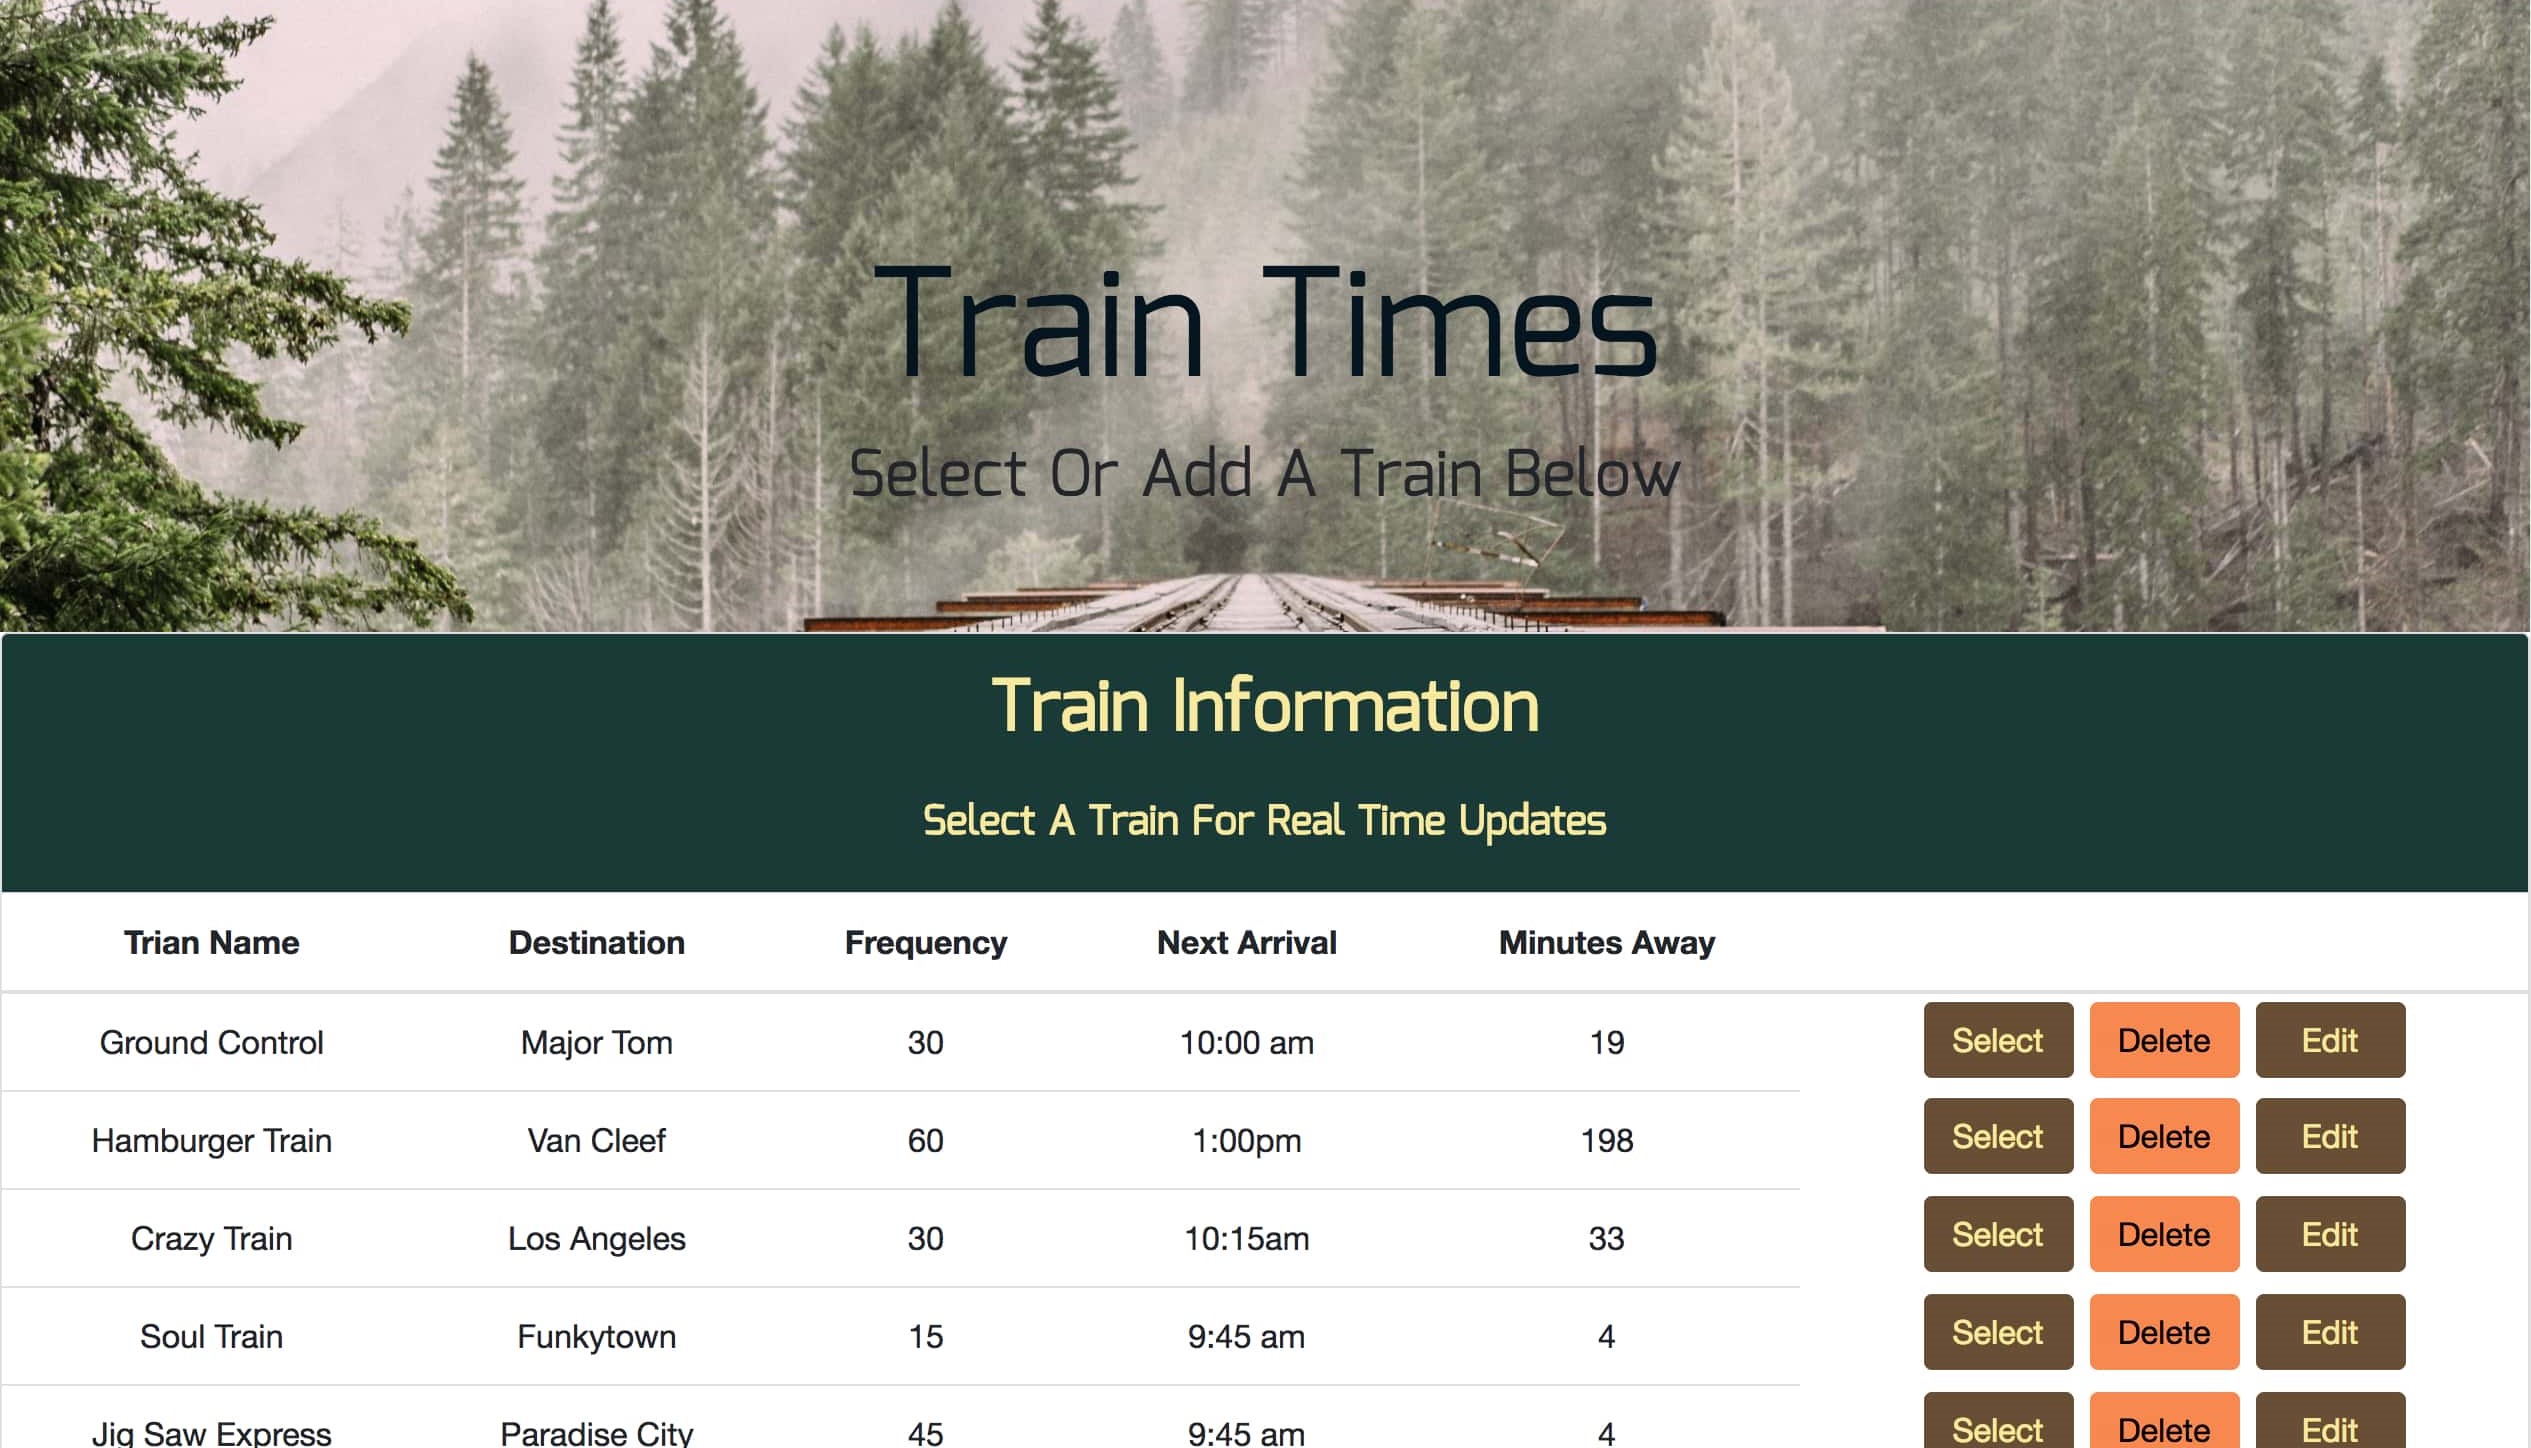 Train Times
Select Or Add A Train Below
Train Information
Select A Train For Real Time Updates
Trian Name Destination Frequency Next Arrival Minutes Away
Ground Control Major Tom 30 10:00 am 19 Select Delete Edit
Hamburger Train Van Cleef 60 1:00pm 198 Select Delete Edit
Crazy Train Los Angeles 30 10:15am 33 Select Delete Edit
Soul Train Funkytown 15 9:45 am 4 Select Delete Edit
Jig Saw Express Paradise City 45 9:45 am 4 Select Delete Edit